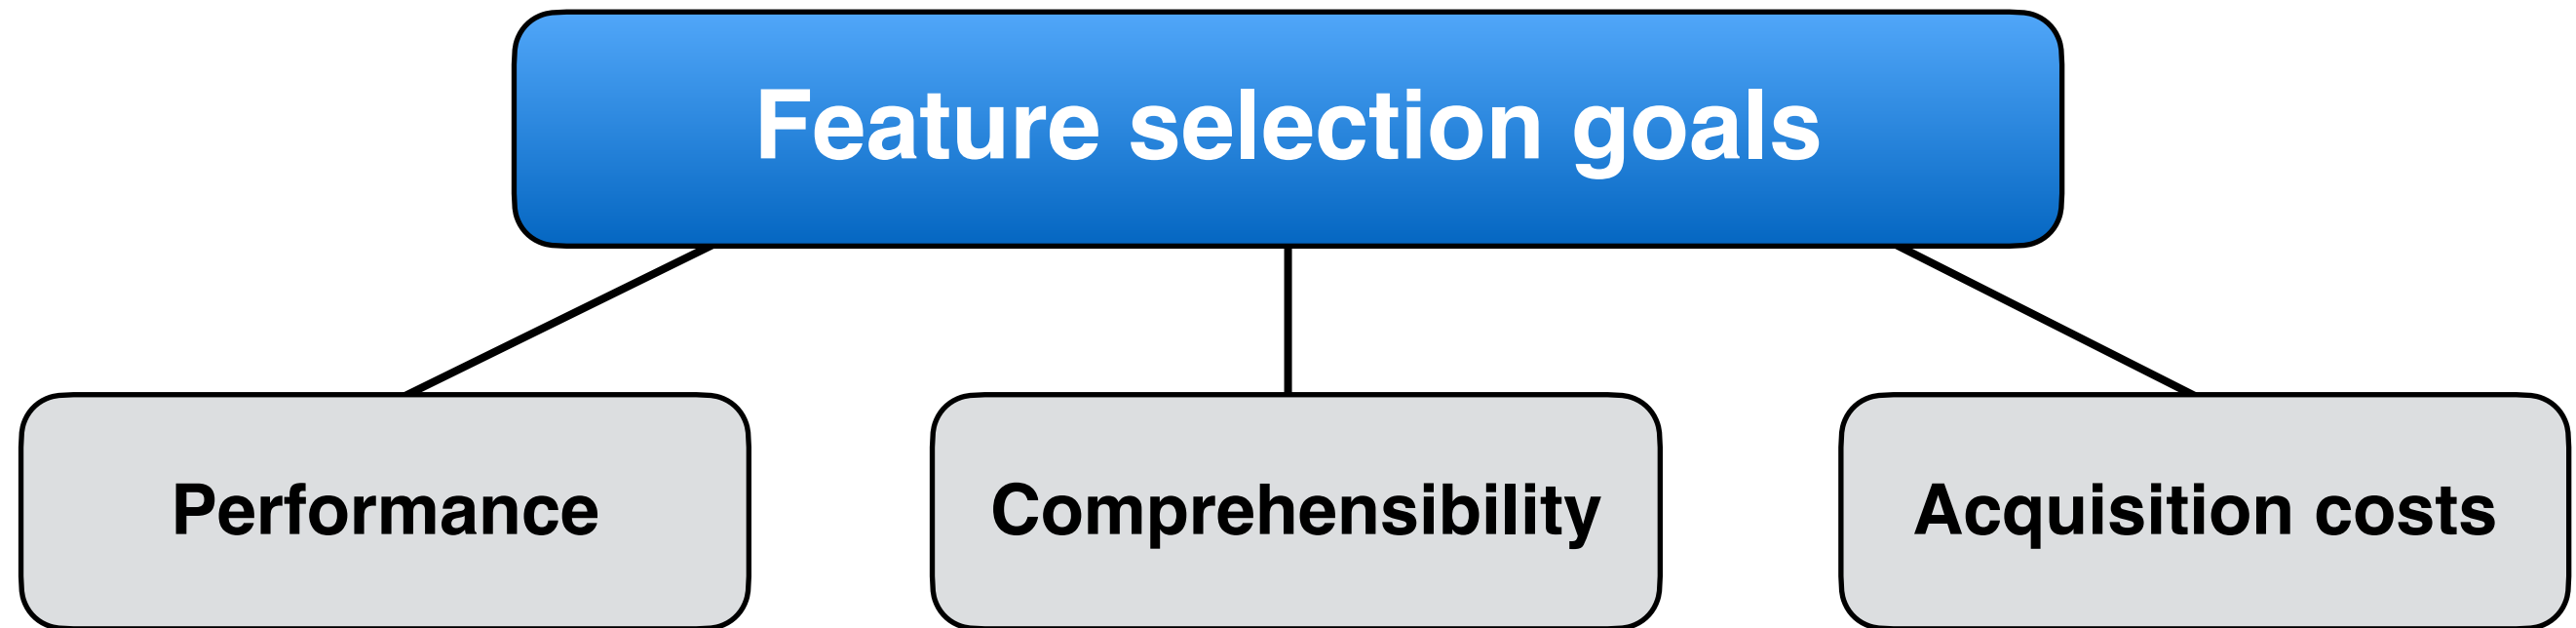 Feature selection goals
Performance
Comprehensibility
Acquisition costs